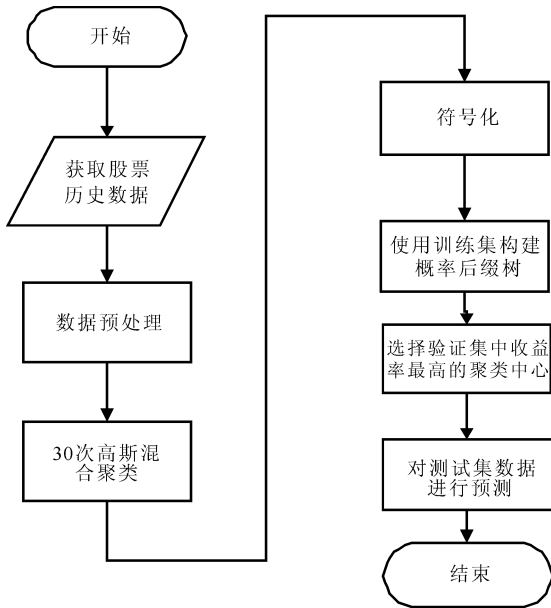 开始
获取股票
历史数据
数据预处理
30次高斯混
合聚类
符号化
使用训练集构建
概率后缀树
选择验证集中收益
率最高的聚类中心
对测试集数据
进行预测
结束